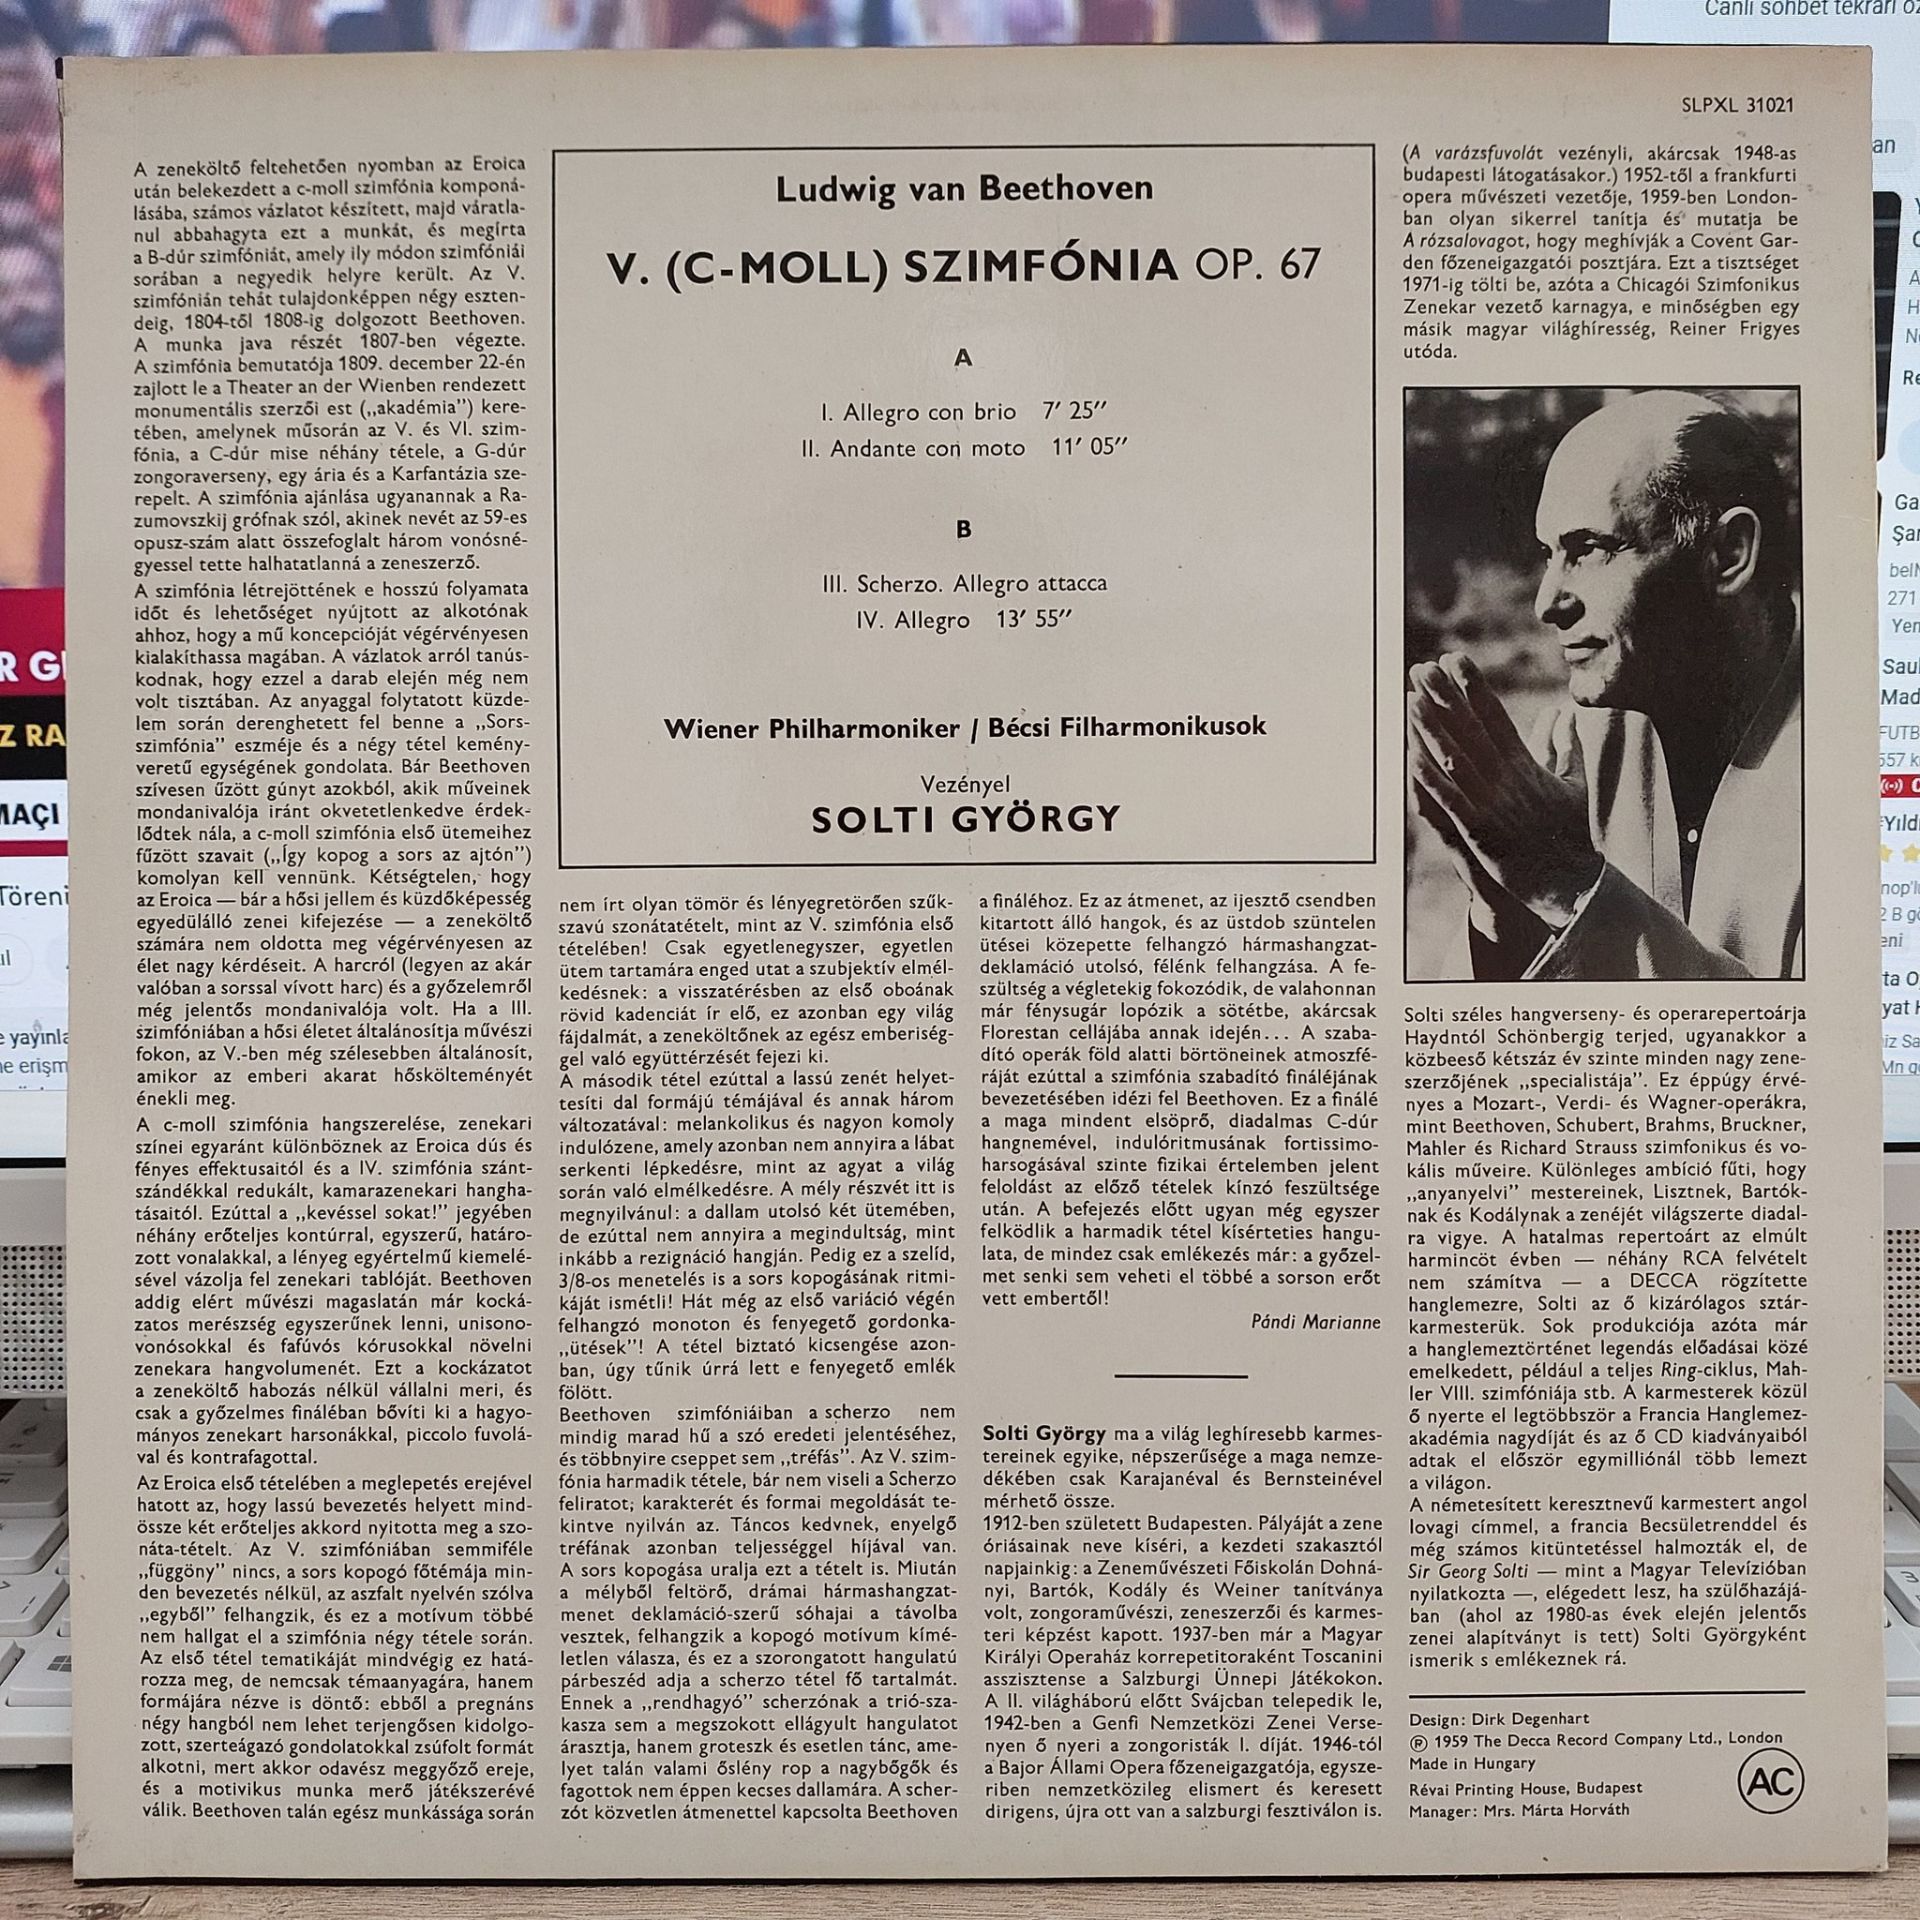 SLPXL 31021
A zeneköltő feltehetően nyomban az Eroica
után belekezdett a c-moll szimfónia komponá-
lásába, számos vázlatot készített, majd váratla-
nul abbahagyta ezt a munkát, és megírta
a B-dúr szimfóniát, amely ily módon szimfóniái
sorában a negyedik helyre került. Az V.
szimfónián tehát tulajdonképpen négy eszten-
deig, 1804-től 1808-ig dolgozott Beethoven.
A munka java részét 1807-ben végezte.
A szimfónia bemutatója 1809. december 22-én
zajlott le a Theater an der Wienben rendezett
monumentális szerzői est („akadémia”) kere-
tében, amelynek műsorán az V. és VI. szim-
fónia, a C-dúr mise néhány tétele, a G-dúr
zongoraverseny, egy ária és a Karfantázia sze-
repelt. A szimfónia ajánlása ugyanannak a Ra-
zumovszkij grófnak szól, akinek nevét az 59-es
opusz-szám alatt összefoglalt három vonósné-
gyessel tette halhatatlanná a zeneszerző.
A szimfónia létrejöttének e hosszú folyamata
időt és lehetőséget nyújtott az alkotónak
ahhoz, hogy a mű koncepcióját végérvényesen
kialakíthassa magában. A vázlatok arról tanús-
kodnak, hogy ezzel a darab elején még nem
volt tisztában. Az anyaggal folytatott küzde-
lem során derenghetett fel benne a „Sors-
szimfónia” eszméje és a négy tétel kemény-
veretű egységének gondolata. Bár Beethoven
szívesen űzött gúnyt azokból, akik műveinek
mondanivalója iránt okvetetlenkedve érdek-
lődtek nála, a c-moll szimfónia első ütemeihez
fűzött szavait („Így kopog a sors az ajtón”)
komolyan kell vennünk. Kétségtelen, hogy
az Eroica — bár a hősi jellem és küzdőképesség
egyedülálló zenei kifejezése — a zeneköltő
számára nem oldotta meg végérvényesen az
élet nagy kérdéseit. A harcról (legyen az akár
valóban a sorssal vívott harc) és a győzelemről
még jelentős mondanivalója volt. Ha a III.
szimfóniában a hősi életet általánosítja művészi
fokon, az V.-ben még szélesebben általánosít,
amikor az emberi akarat hőskölteményét
énekli meg.
A c-moll szimfónia hangszerelése, zenekari
színei egyaránt különböznek az Eroica dús és
fényes effektusaitól és a IV. szimfónia szánt-
szándékkal redukált, kamarazenekari hangha-
tásaitól. Ezúttal a „kevéssel sokat!” jegyében
néhány erőteljes kontúrral, egyszerű, határo-
zott vonalakkal, a lényeg egyértelmű kiemelé-
sével vázolja fel zenekari tablóját. Beethoven
addig elért művészi magaslatán már kocká-
zatos merészség egyszerűnek lenni, unisono-
vonósokkal és fafúvós kórusokkal növelni
zenekara hangvolumenét. Ezt a kockázatot
a zeneköltő habozás nélkül vállalni meri, és
csak a győzelmes fináléban bővíti ki a hagyo-
mányos zenekart harsonákkal, piccolo fuvolá-
val és kontrafagottal.
Az Eroica első tételében a meglepetés erejével
hatott az, hogy lassú bevezetés helyett mind-
össze két erőteljes akkord nyitotta meg a szo-
náta-tételt. Az V. szimfóniában semmiféle
„függöny” nincs, a sors kopogó főtémája min-
den bevezetés nélkül, az aszfalt nyelvén szólva
„egyből” felhangzik, és ez a motívum többé
nem hallgat el a szimfónia négy tétele során.
Az első tétel tematikáját mindvégig ez hatá-
rozza meg, de nemcsak témaanyagára, hanem
formájára nézve is döntő: ebből a pregnáns
négy hangból nem lehet terjengősen kidolgo-
zott, szerteágazó gondolatokkal zsúfolt formát
alkotni, mert akkor odavész meggyőző ereje,
és a motivikus munka merő játékszerévé
válik. Beethoven talán egész munkássága során
Ludwig van Beethoven
V. (C-MOLL) SZIMFÓNIA OP. 67
A
I. Allegro con brio 7′ 25″
II. Andante con moto 11′ 05″
B
III. Scherzo. Allegro attacca
IV. Allegro 13′ 55″
Wiener Philharmoniker / Bécsi Filharmonikusok
Vezényel
SOLTI GYÖRGY
nem írt olyan tömör és lényegretörően szűk-
szavú szonátatételt, mint az V. szimfónia első
tételében! Csak egyetlenegyszer, egyetlen
ütem tartamára enged utat a szubjektív elmél-
kedésnek: a visszatérésben az első oboának
rövid kadenciát ír elő, ez azonban egy világ
fájdalmát, a zeneköltőnek az egész emberiség-
gel való együttérzését fejezi ki.
A második tétel ezúttal a lassú zenét helyet-
tesíti dal formájú témájával és annak három
változatával: melankolikus és nagyon komoly
indulózene, amely azonban nem annyira a lábat
serkenti lépkedésre, mint az agyat a világ
során való elmélkedésre. A mély részvét itt is
megnyilvánul: a dallam utolsó két ütemében,
de ezúttal nem annyira a megindultság, mint
inkább a rezignáció hangján. Pedig ez a szelíd,
3/8-os menetelés is a sors kopogásának ritmi-
káját ismétli! Hát még az első variáció végén
felhangzó monoton és fenyegető gordonka-
„ütések”! A tétel biztató kicsengése azon-
ban, úgy tűnik úrrá lett e fenyegető emlék
fölött.
Beethoven szimfóniáiban a scherzo nem
mindig marad hű a szó eredeti jelentéséhez,
és többnyire cseppet sem „tréfás”. Az V. szim-
fónia harmadik tétele, bár nem viseli a Scherzo
feliratot; karakterét és formai megoldását te-
kintve nyilván az. Táncos kedvnek, enyelgő
tréfának azonban teljességgel híjával van.
A sors kopogása uralja ezt a tételt is. Miután
a mélyből feltörő, drámai hármashangzat-
menet deklamáció-szerű sóhajai a távolba
vesztek, felhangzik a kopogó motívum kímé-
letlen válasza, és ez a szorongatott hangulatú
párbeszéd adja a scherzo tétel fő tartalmát.
Ennek a „rendhagyó” scherzónak a trió-sza-
kasza sem a megszokott ellágyult hangulatot
árasztja, hanem groteszk és esetlen tánc, ame-
lyet talán valami őslény rop a nagybőgők és
fagottok nem éppen kecses dallamára. A scher-
zót közvetlen átmenettel kapcsolta Beethoven
a fináléhoz. Ez az átmenet, az ijesztő csendben
kitartott álló hangok, és az üstdob szüntelen
ütései közepette felhangzó hármashangzat-
deklamáció utolsó, félénk felhangzása. A fe-
szültség a végletekig fokozódik, de valahonnan
már fénysugár lopózik a sötétbe, akárcsak
Florestan cellájába annak idején... A szaba-
dító operák föld alatti börtöneinek atmoszfé-
ráját ezúttal a szimfónia szabadító fináléjának
bevezetésében idézi fel Beethoven. Ez a finálé
a maga mindent elsöprő, diadalmas C-dúr
hangnemével, indulóritmusának fortissimo-
harsogásával szinte fizikai értelemben jelent
feloldást az előző tételek kínzó feszültsége
után. A befejezés előtt ugyan még egyszer
felködlik a harmadik tétel kísérteties hangu-
lata, de mindez csak emlékezés már: a győzel-
met senki sem veheti el többé a sorson erőt
vett embertől!
Pándi Marianne
Solti György ma a világ leghíresebb karmes-
tereinek egyike, népszerűsége a maga nemze-
dékében csak Karajanéval és Bernsteinével
mérhető össze.
1912-ben született Budapesten. Pályáját a zene
óriásainak neve kíséri, a kezdeti szakasztól
napjainkig: a Zeneművészeti Főiskolán Dohná-
nyi, Bartók, Kodály és Weiner tanítványa
volt, zongoraművészi, zeneszerzői és karmes-
teri képzést kapott. 1937-ben már a Magyar
Királyi Operaház korrepetitoraként Toscanini
asszisztense a Salzburgi Ünnepi Játékokon.
A II. világháború előtt Svájcban telepedik le,
1942-ben a Genfi Nemzetközi Zenei Verse-
nyen ő nyeri a zongoristák I. díját. 1946-tól
a Bajor Állami Opera főzeneigazgatója, egysze-
riben nemzetközileg elismert és keresett
dirigens, újra ott van a salzburgi fesztiválon is.
(A varázsfuvolát vezényli, akárcsak 1948-as
budapesti látogatásakor.) 1952-től a frankfurti
opera művészeti vezetője, 1959-ben London-
ban olyan sikerrel tanítja és mutatja be
A rózsalovagot, hogy meghívják a Covent Gar-
den főzeneigazgatói posztjára. Ezt a tisztséget
1971-ig tölti be, azóta a Chicagói Szimfonikus
Zenekar vezető karnagya, e minőségben egy
másik magyar világhíresség, Reiner Frigyes
utóda.
Solti széles hangverseny- és operarepertoárja
Haydntól Schönbergig terjed, ugyanakkor a
közbeeső kétszáz év szinte minden nagy zene-
szerzőjének „specialistája”. Ez éppúgy érvé-
nyes a Mozart-, Verdi- és Wagner-operákra,
mint Beethoven, Schubert, Brahms, Bruckner,
Mahler és Richard Strauss szimfonikus és vo-
kális műveire. Különleges ambíció fűti, hogy
„anyanyelvi” mestereinek, Lisztnek, Bartók-
nak és Kodálynak a zenéjét világszerte diadal-
ra vigye. A hatalmas repertoárt az elmúlt
harmincöt évben — néhány RCA felvételt
nem számítva — a DECCA rögzítette
hanglemezre, Solti az ő kizárólagos sztár-
karmesterük. Sok produkciója azóta már
a hanglemeztörténet legendás előadásai közé
emelkedett, például a teljes Ring-ciklus, Mah-
ler VIII. szimfóniája stb. A karmesterek közül
ő nyerte el legtöbbször a Francia Hanglemez-
akadémia nagydíját és az ő CD kiadványaiból
adtak el először egymilliónál több lemezt
a világon.
A németesített keresztnevű karmestert angol
lovagi címmel, a francia Becsületrenddel és
még számos kitüntetéssel halmozták el, de
Sir Georg Solti — mint a Magyar Televízióban
nyilatkozta —, elégedett lesz, ha szülőhazájá-
ban (ahol az 1980-as évek elején jelentős
zenei alapítványt is tett) Solti Györgyként
ismerik s emlékeznek rá.
Design: Dirk Degenhart
Ⓟ 1959 The Decca Record Company Ltd., London
Made in Hungary
Révai Printing House, Budapest
Manager: Mrs. Márta Horváth
AC
Canlı sohbet tekrarı
R G
Z RA
MAÇI
Töreni
yayınla